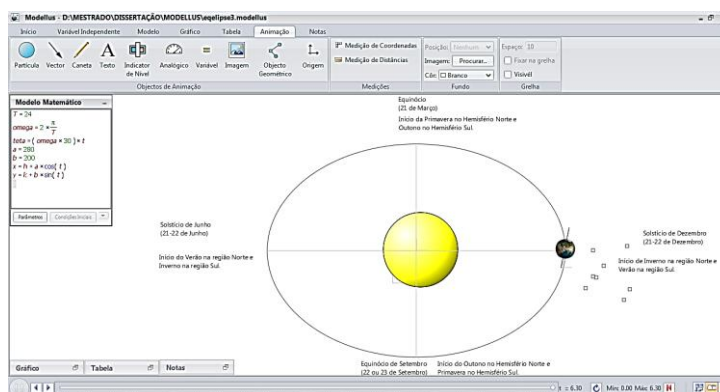 Modellus - D:\MESTRADO\DISSERTAÇÃO\MODELLUS\eqelipse3.modellus
Início Variável Independente Modelo Gráfico Tabela Animação Notas
Partícula Vector Caneta Texto Indicador de Nível Analógico Variável Imagem Objecto Geométrico Origem
Medição de Coordenadas
Medição de Distâncias
Posição: Nenhum
Imagem: Procurar...
Côr: Branco
Espaço: 10
Fixar na grelha
Visível
Objectos de Animação Medições Fundo Grelha
Modelo Matemático
T = 24
omega = 2 × π/T
teta = ( omega × 30 ) × t
a = 280
b = 200
x = h + a × cos( t )
y = k + b × sin( t )
Parâmetros
Equinócio
(21 de Março)
Início da Primavera no Hemisfério Norte e
Outono no Hemisfério Sul.
Solstício de Junho
(21-22 de Junho)
Início do Verão na região Norte e
Inverno na região Sul.
Solstício de Dezembro
(21-22 de Dezembro)
Início de Inverno na região Norte e
Verão na região Sul.
Equinócio de Setembro
(22 ou 23 de Setembro)
Início do Outono no Hemisfério Norte e
Primavera no Hemisfério Sul.
Gráfico Tabela Notas
t = 6.30 Min: 0.00 Máx: 6.30